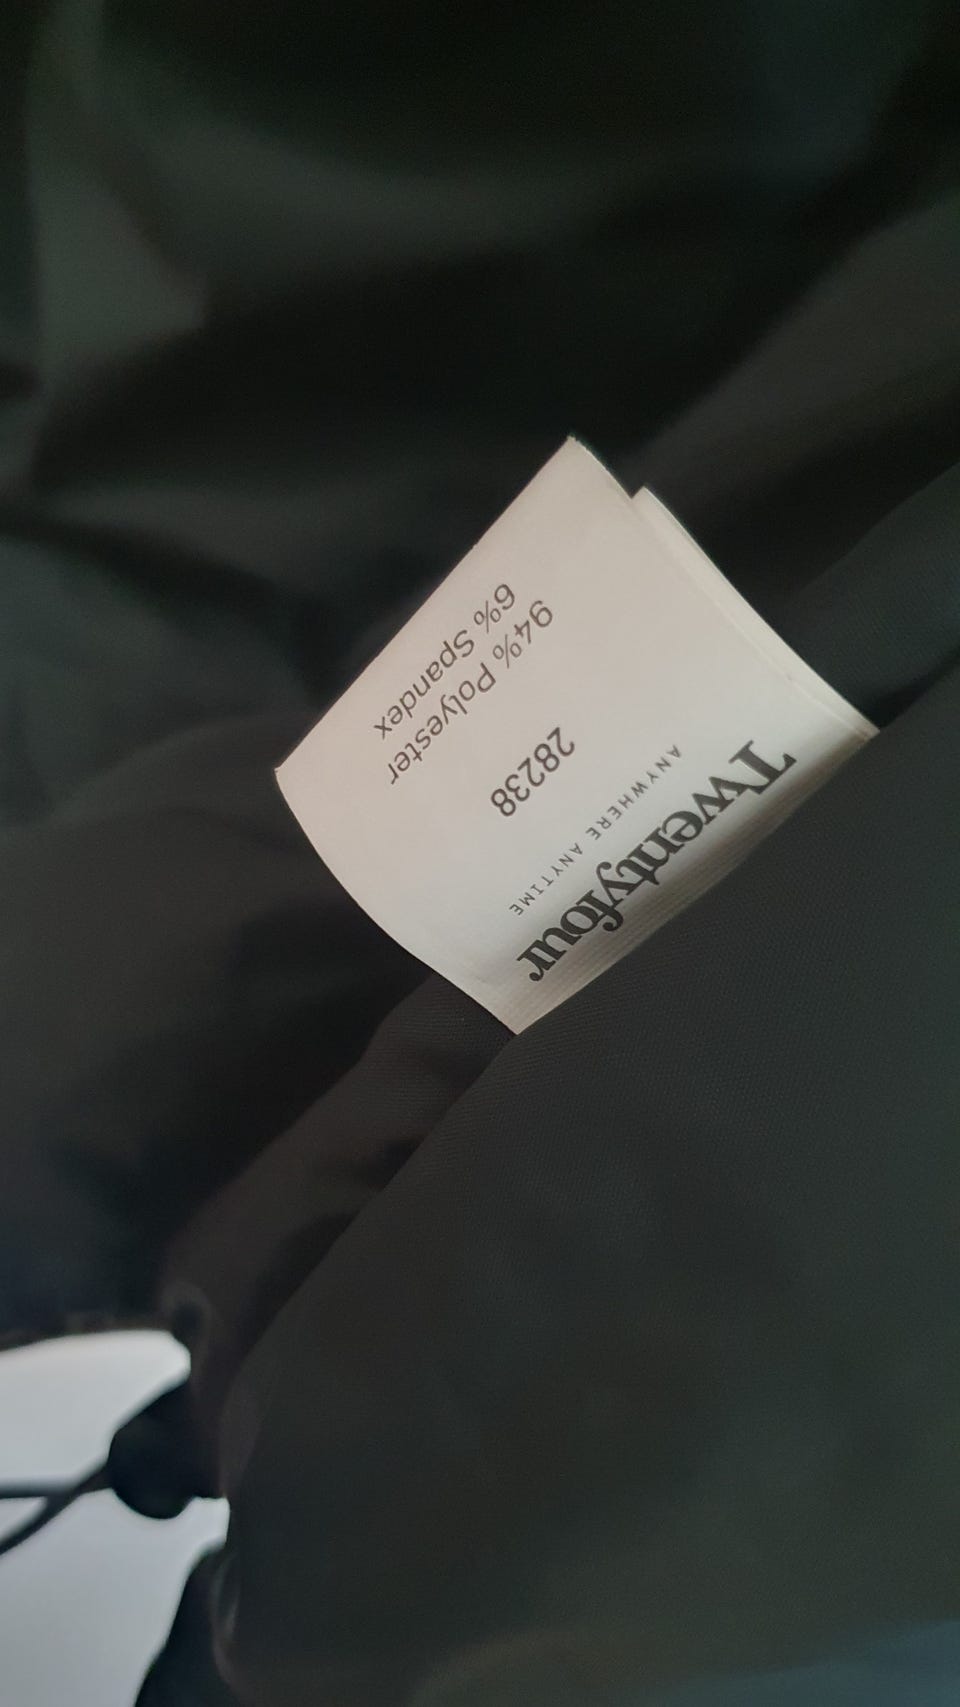 Twentyfour
ANYWHERE ANYTIME
28238
94% Polyester
6% Spandex